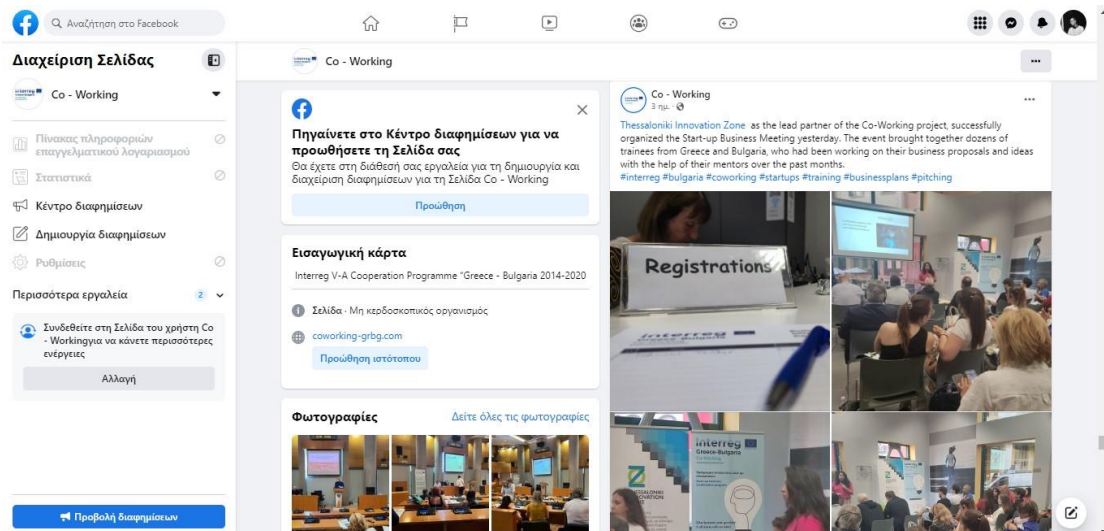 Αναζήτηση στο Facebook
Διαχείριση Σελίδας
Co - Working
Πίνακας πληροφοριών
επαγγελματικού λογαριασμού
Στατιστικά
Κέντρο διαφημίσεων
Δημιουργία διαφημίσεων
Ρυθμίσεις
Περισσότερα εργαλεία 2
Συνδεθείτε στη Σελίδα του χρήστη Co
- Workingγια να κάνετε περισσότερες
ενέργειες
Αλλαγή
Προβολή διαφημίσεων
Co - Working
Πηγαίνετε στο Κέντρο διαφημίσεων για να
προωθήσετε τη Σελίδα σας
Θα έχετε στη διάθεσή σας εργαλεία για τη δημιουργία και
διαχείριση διαφημίσεων για τη Σελίδα Co - Working
Προώθηση
Εισαγωγική κάρτα
Interreg V-A Cooperation Programme "Greece - Bulgaria 2014-2020
Σελίδα · Μη κερδοσκοπικός οργανισμός
coworking-grbg.com
Προώθηση ιστότοπου
Φωτογραφίες Δείτε όλες τις φωτογραφίες
Co - Working
3 ημ. ·
Thessaloniki Innovation Zone as the lead partner of the Co-Working project, successfully
organized the Start-up Business Meeting yesterday. The event brought together dozens of
trainees from Greece and Bulgaria, who had been working on their business proposals and ideas
with the help of their mentors over the past months.
#interreg #bulgaria #coworking #startups #training #businessplans #pitching
Registrations
Interreg
Greece-Bulgaria
Interreg
Greece-Bulgaria
Co-Working
THESSALONIKI
INNOVATION
ZONE